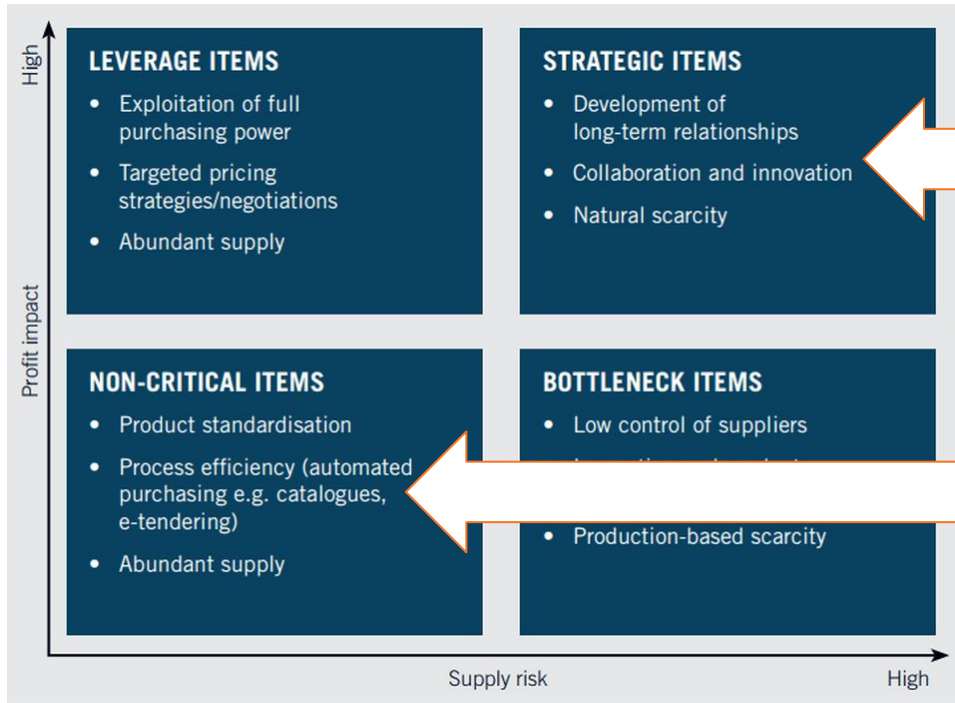 High
Profit impact
LEVERAGE ITEMS
• Exploitation of full
purchasing power
• Targeted pricing
strategies/negotiations
• Abundant supply
STRATEGIC ITEMS
• Development of
long-term relationships
• Collaboration and innovation
• Natural scarcity
NON-CRITICAL ITEMS
• Product standardisation
• Process efficiency (automated
purchasing e.g. catalogues,
e-tendering)
• Abundant supply
BOTTLENECK ITEMS
• Low control of suppliers
• Production-based scarcity
Supply risk
High